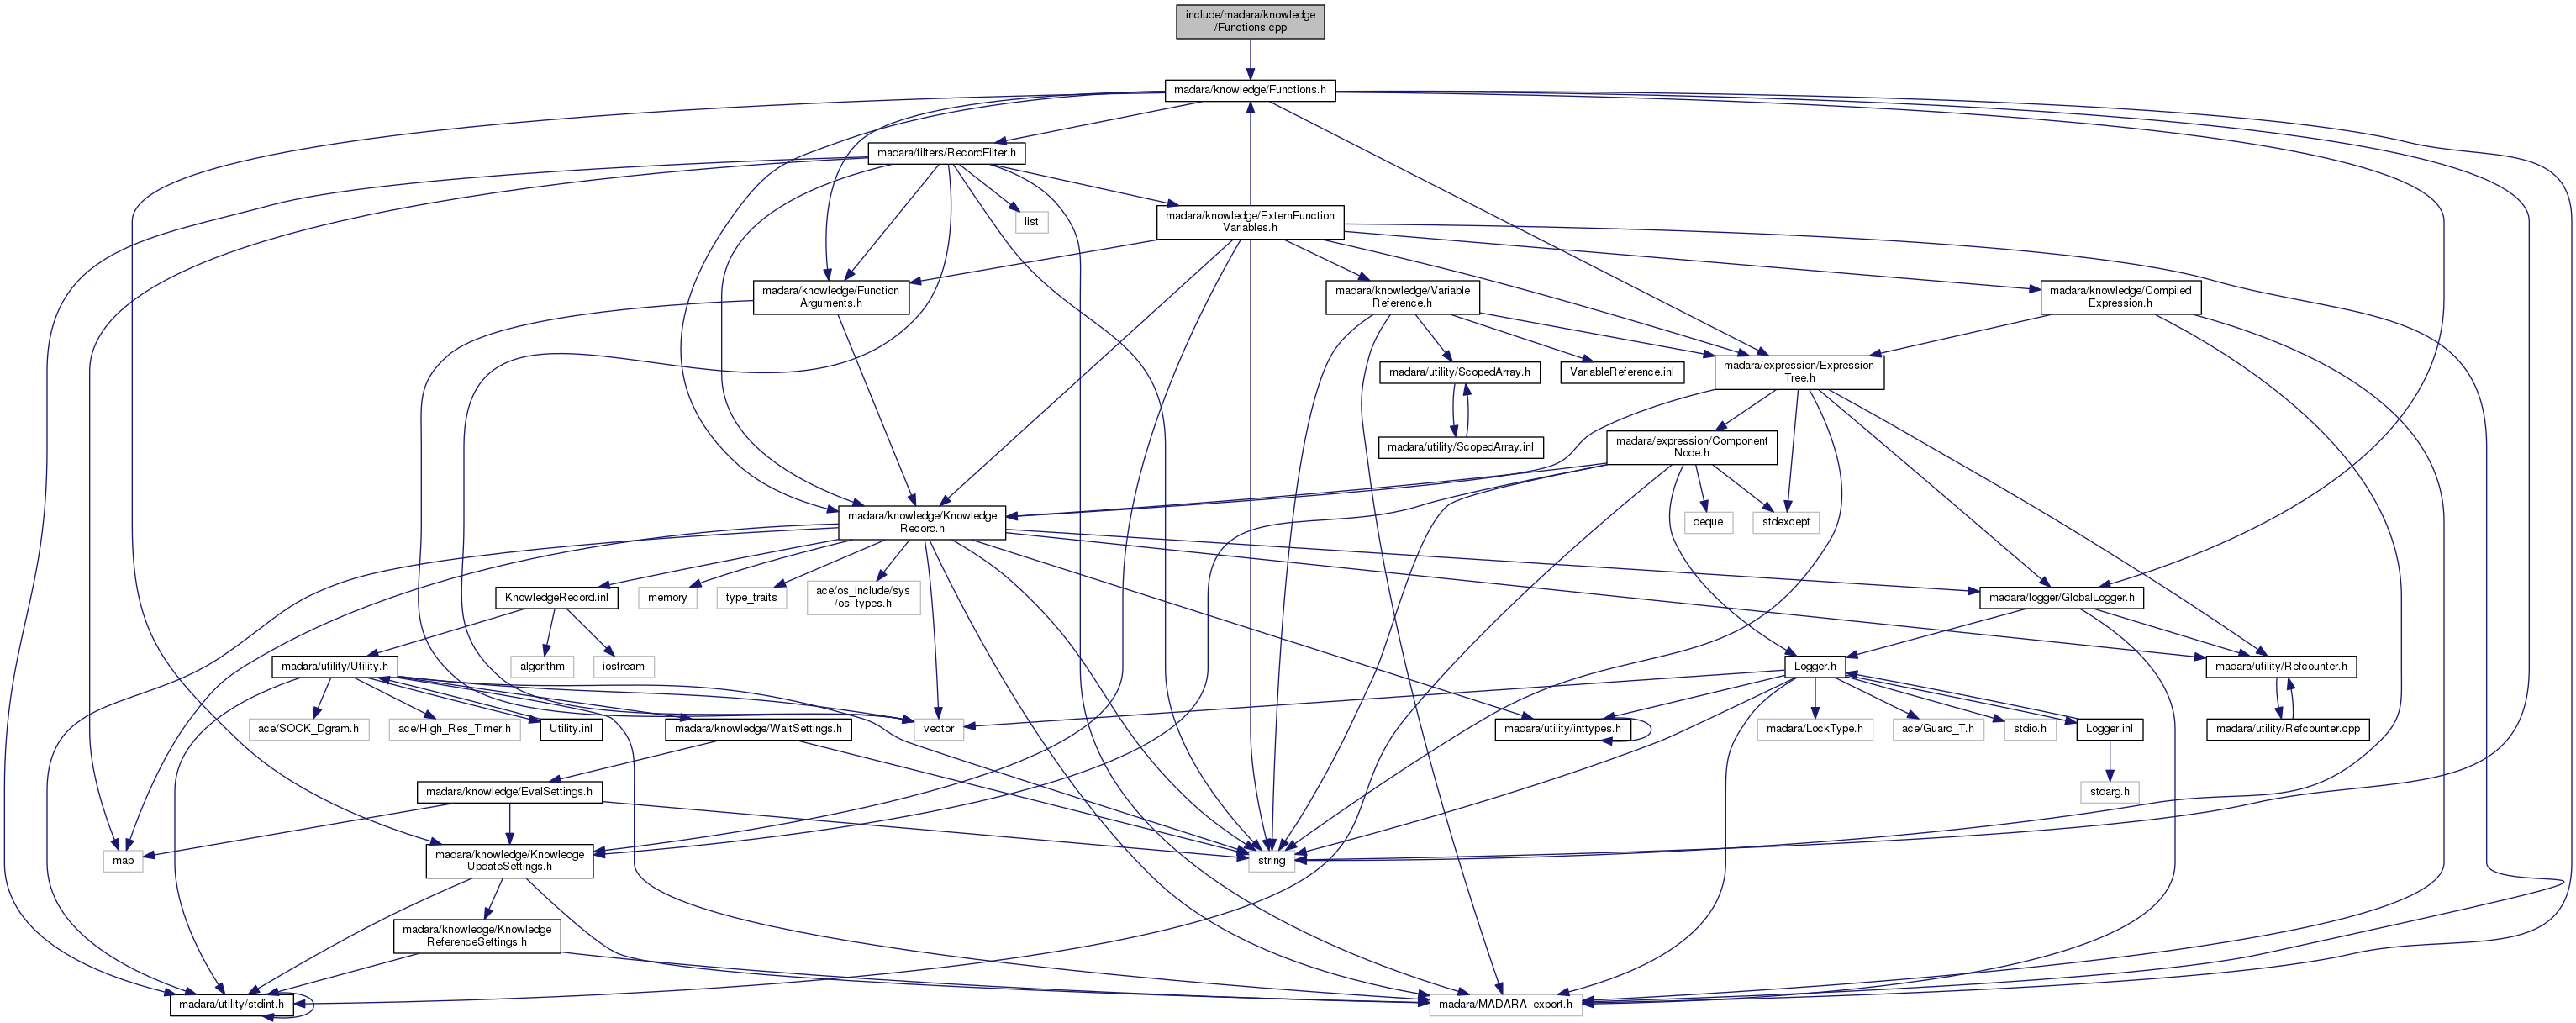 include/madara/knowledge
/Functions.cpp
madara/knowledge/Functions.h
madara/filters/RecordFilter.h
list
madara/knowledge/ExternFunction
Variables.h
madara/knowledge/Function
Arguments.h
madara/knowledge/Variable
Reference.h
madara/knowledge/Compiled
Expression.h
madara/utility/ScopedArray.h
VariableReference.inl
madara/expression/Expression
Tree.h
madara/utility/ScopedArray.inl
madara/expression/Component
Node.h
madara/knowledge/Knowledge
Record.h
deque
stdexcept
KnowledgeRecord.inl
memory
type_traits
ace/os_include/sys
/os_types.h
madara/logger/GlobalLogger.h
madara/utility/Utility.h
algorithm
iostream
Logger.h
madara/utility/Refcounter.h
ace/SOCK_Dgram.h
ace/High_Res_Timer.h
Utility.inl
madara/knowledge/WaitSettings.h
vector
madara/utility/inttypes.h
madara/LockType.h
ace/Guard_T.h
stdio.h
Logger.inl
madara/utility/Refcounter.cpp
madara/knowledge/EvalSettings.h
stdarg.h
map
madara/knowledge/Knowledge
UpdateSettings.h
string
madara/knowledge/Knowledge
ReferenceSettings.h
madara/utility/stdint.h
madara/MADARA_export.h